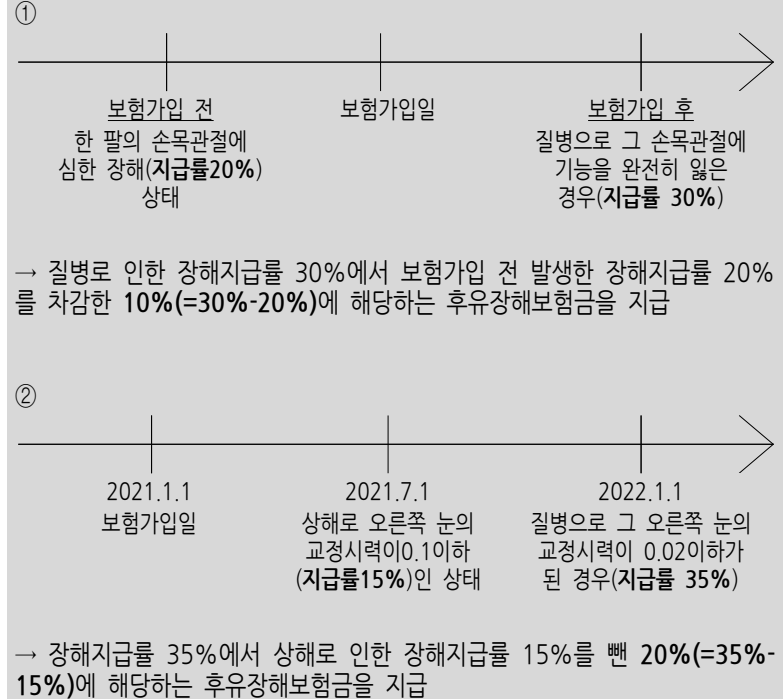 ①
보험가입 전 보험가입일 보험가입 후
한 팔의 손목관절에 질병으로 그 손목관절에
심한 장해(지급률20%) 기능을 완전히 잃은
상태 경우(지급률 30%)
→ 질병로 인한 장해지급률 30%에서 보험가입 전 발생한 장해지급률 20%
를 차감한 10%(=30%-20%)에 해당하는 후유장해보험금을 지급
②
2021.1.1 2021.7.1 2022.1.1
보험가입일 상해로 오른쪽 눈의 질병으로 그 오른쪽 눈의
교정시력이0.1이하 교정시력이 0.02이하가
(지급률15%)인 상태 된 경우(지급률 35%)
→ 장해지급률 35%에서 상해로 인한 장해지급률 15%를 뺀 20%(=35%-
15%)에 해당하는 후유장해보험금을 지급